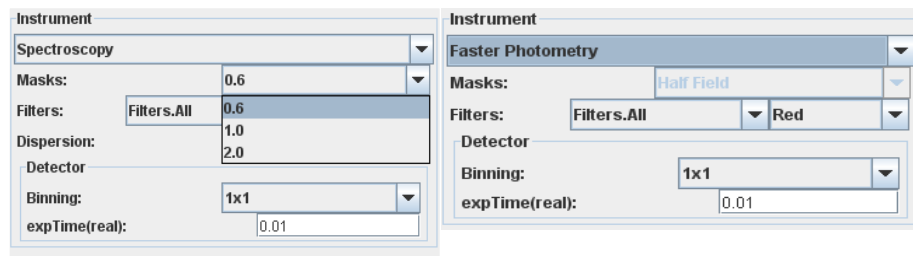 Instrument
Spectroscopy
Masks: 0.6
Filters: Filters.All 0.6
1.0
Dispersion:
2.0
Detector
Binning: 1x1
expTime(real): 0.01
Instrument
Faster Photometry
Masks: Half Field
Filters: Filters.All Red
Detector
Binning: 1x1
expTime(real): 0.01